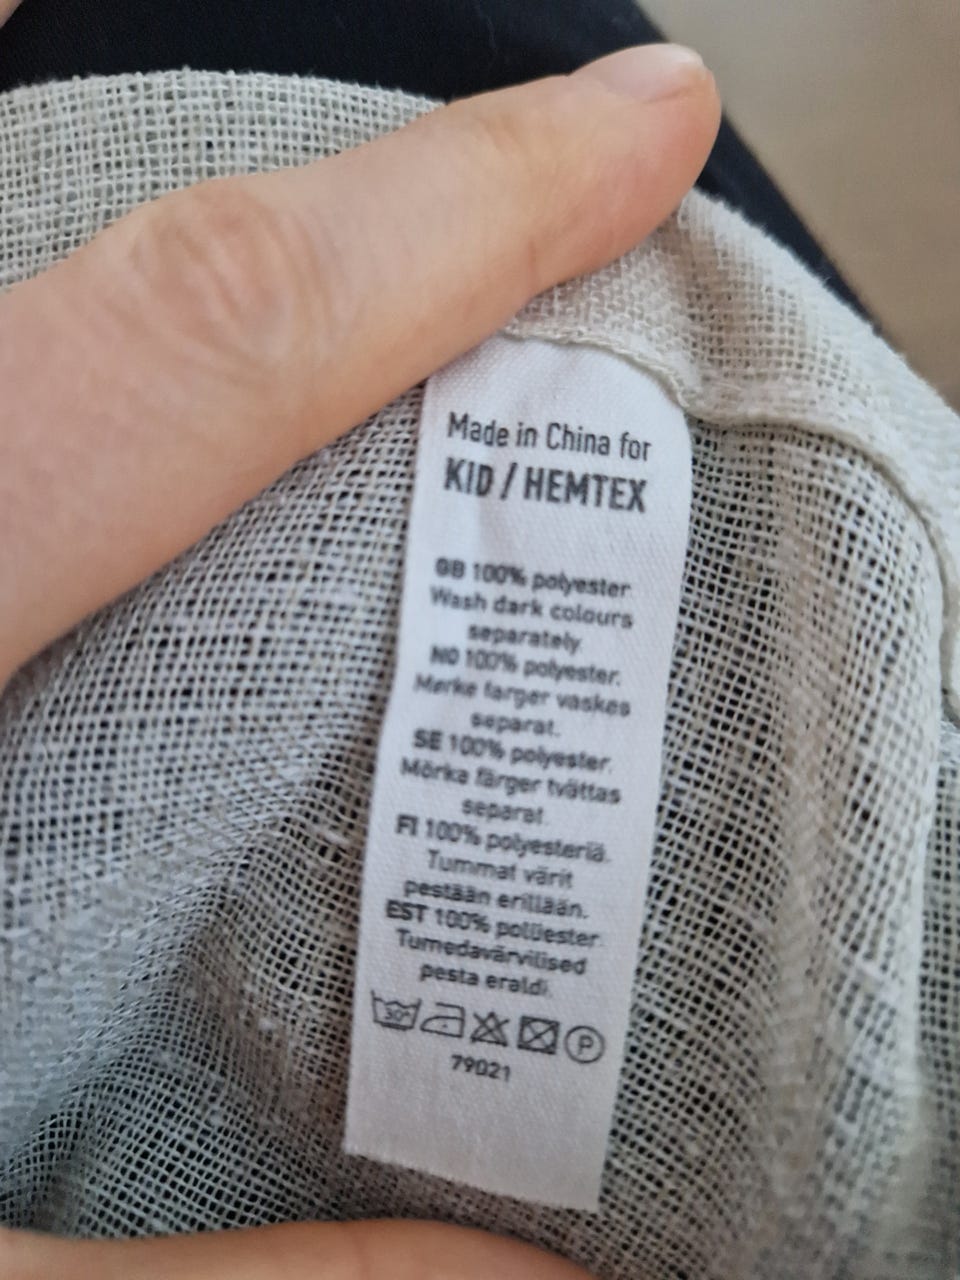 Made in China for
KID / HEMTEX
GB 100% polyester.
Wash dark colours
separately
NO 100% polyester.
Mørke farger vaskes
separat.
SE 100% polyester.
Mörka färger tvättas
separat.
FI 100% polyesteriä.
Tummat värit
pestään erillään.
EST 100% polüester.
Tumedavärvilised
pesta eraldi.
30° P
79021